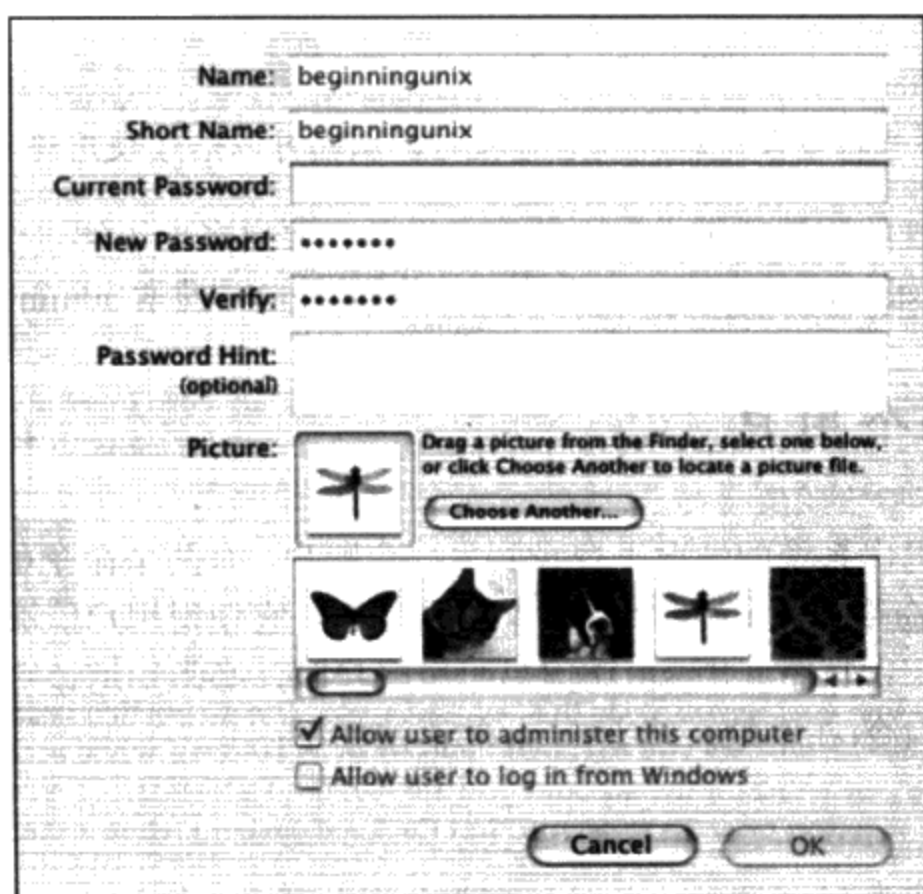 Name: beginningunix
Short Name: beginningunix
Current Password:
New Password: •••••••
Verify: •••••••
Password Hint:
(optional)
Picture: Drag a picture from the Finder, select one below,
or click Choose Another to locate a picture file.
Choose Another...
Allow user to administer this computer
Allow user to log in from Windows
Cancel OK